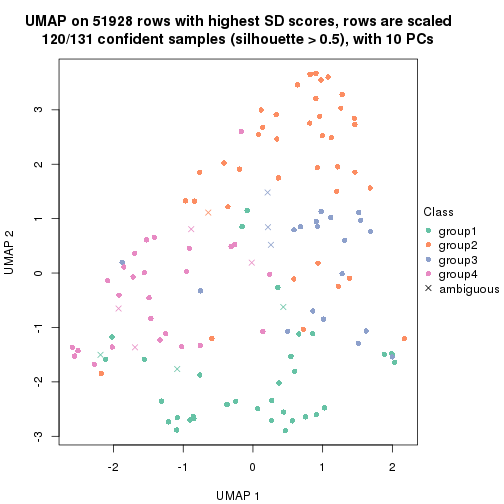 UMAP on 51928 rows with highest SD scores, rows are scaled
120/131 confident samples (silhouette > 0.5), with 10 PCs
3
2
1
0
-1
-2
-3
UMAP 2
-2
-1
0
1
2
UMAP 1
Class
group1
group2
group3
group4
ambiguous